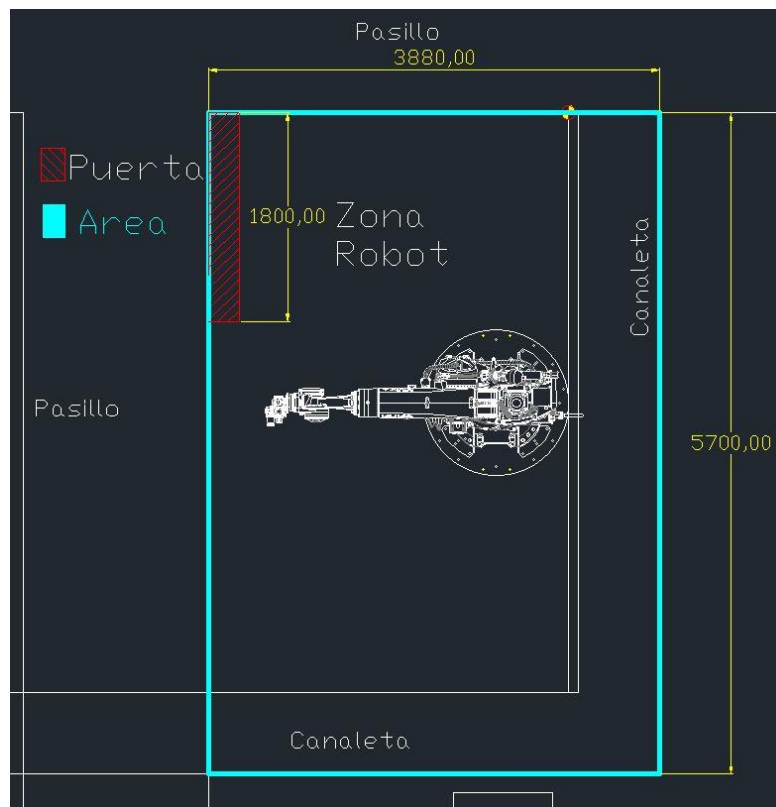 Pasillo
3880,00
Puerta
Area
1800,00
Zona
Robot
Canaleta
Pasillo
5700,00
Canaleta